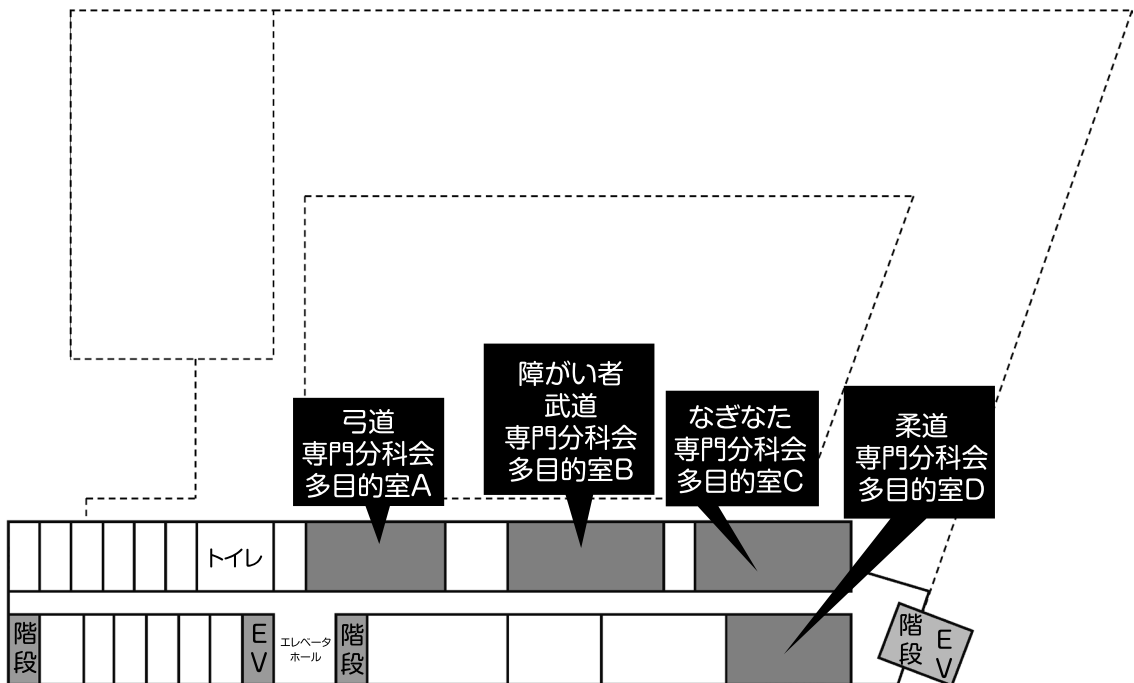 弓道
専門分科会
多目的室A
障がい者
武道
専門分科会
多目的室B
なぎなた
専門分科会
多目的室C
柔道
専門分科会
多目的室D
トイレ
階段
EV
エレベータ
ホール
階段
階段
EV